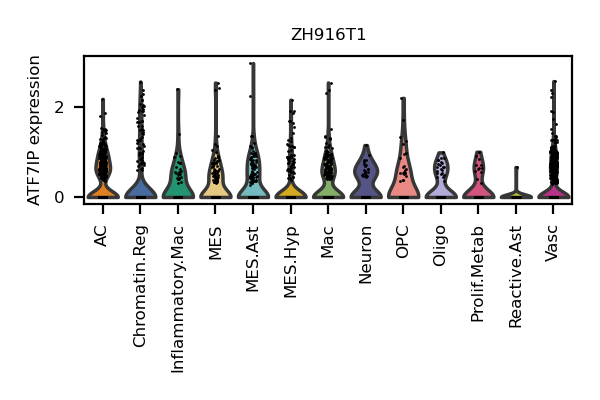 ZH916T1
ATF7IP expression
2
0
AC
Chromatin.Reg
Inflammatory.Mac
MES
MES.Ast
MES.Hyp
Mac
Neuron
OPC
Oligo
Prolif.Metab
Reactive.Ast
Vasc